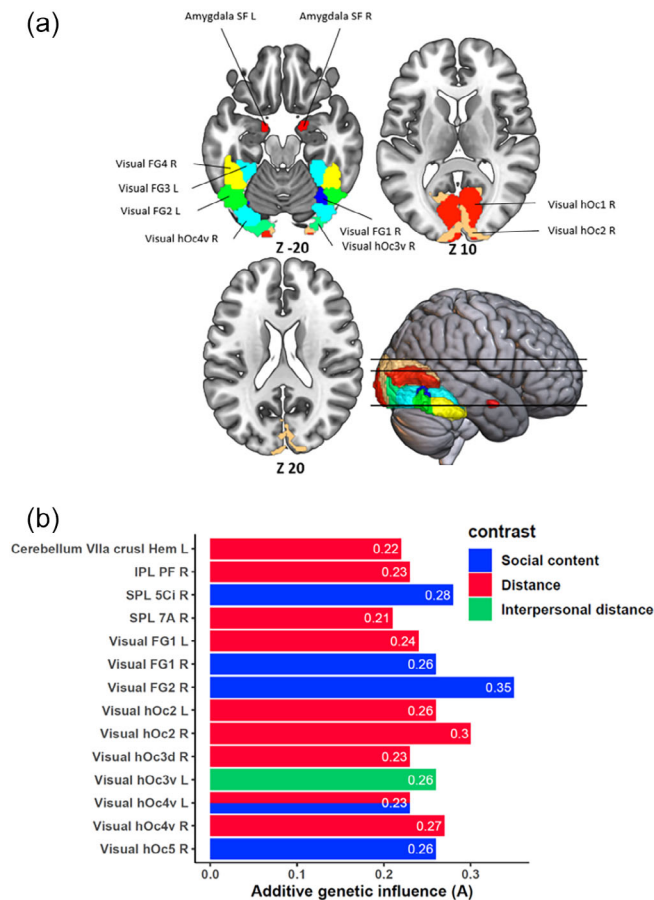 (a)
Amygdala SF L
Amygdala SF R
Visual FG4 R
Visual FG3 L
Visual FG2 L
Visual hOc4v R
Visual FG1 R
Visual hOc3v R
Z -20
Visual hOc1 R
Visual hOc2 R
Z 10
Z 20
(b)
contrast
Social content
Distance
Interpersonal distance
Cerebellum VIIa crusI Hem L 0.22
IPL PF R 0.23
SPL 5Ci R 0.28
SPL 7A R 0.21
Visual FG1 L 0.24
Visual FG1 R 0.26
Visual FG2 R 0.35
Visual hOc2 L 0.26
Visual hOc2 R 0.3
Visual hOc3d R 0.23
Visual hOc3v L 0.26
Visual hOc4v L 0.23
Visual hOc4v R 0.27
Visual hOc5 R 0.26
0.0 0.1 0.2 0.3
Additive genetic influence (A)